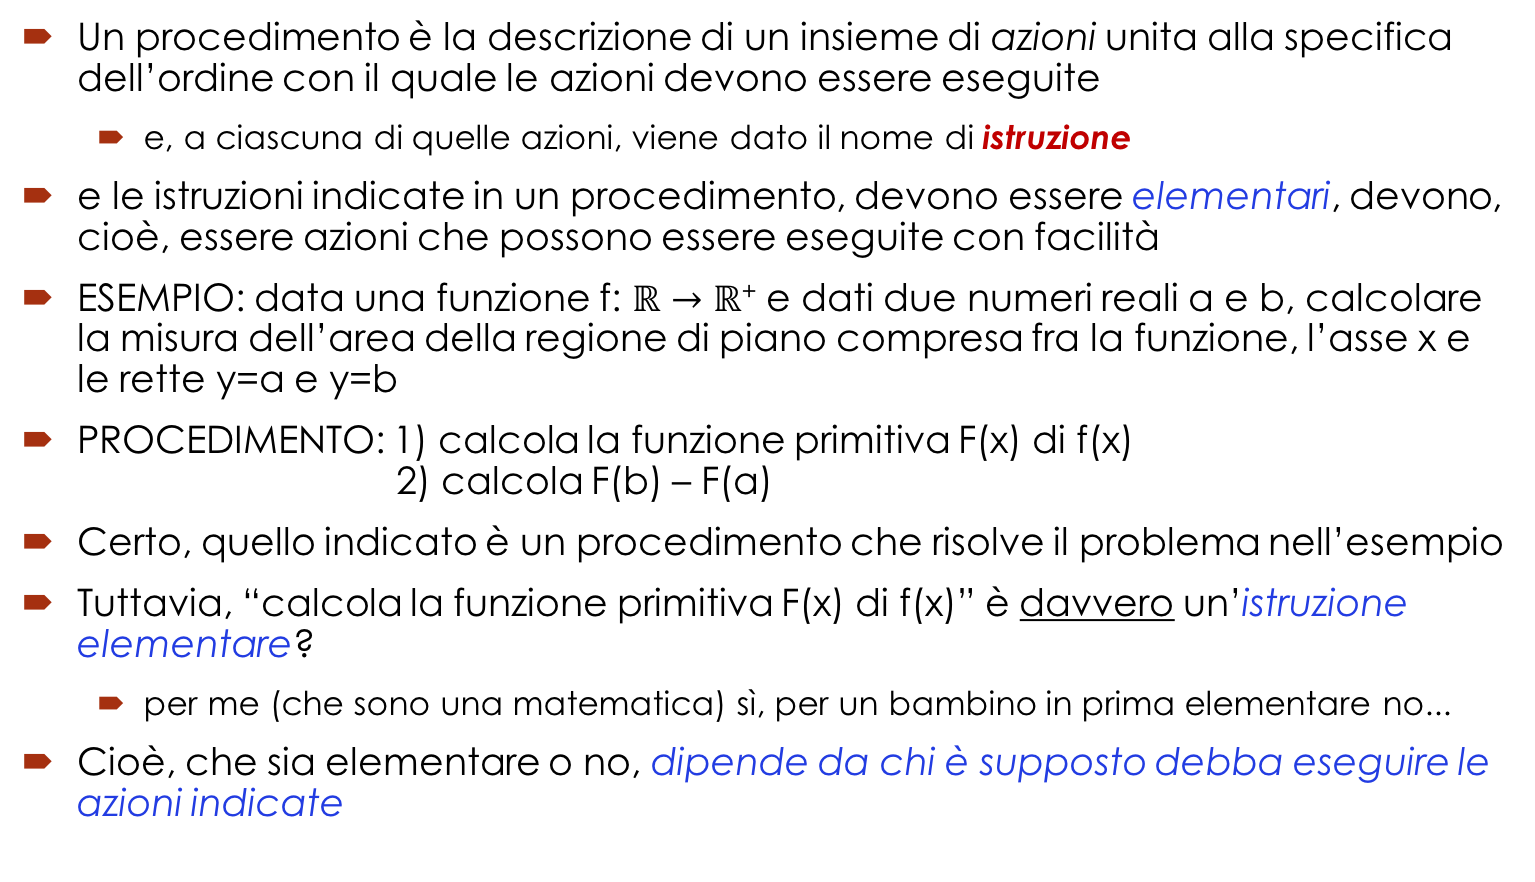 Un procedimento è la descrizione di un insieme di azioni unita alla specifica
dell’ordine con il quale le azioni devono essere eseguite
e, a ciascuna di quelle azioni, viene dato il nome di istruzione
e le istruzioni indicate in un procedimento, devono essere elementari, devono,
cioè, essere azioni che possono essere eseguite con facilità
ESEMPIO: data una funzione f: ℝ → ℝ⁺ e dati due numeri reali a e b, calcolare
la misura dell’area della regione di piano compresa fra la funzione, l’asse x e
le rette y=a e y=b
PROCEDIMENTO: 1) calcola la funzione primitiva F(x) di f(x)
2) calcola F(b) – F(a)
Certo, quello indicato è un procedimento che risolve il problema nell’esempio
Tuttavia, “calcola la funzione primitiva F(x) di f(x)” è davvero un’istruzione
elementare?
per me (che sono una matematica) sì, per un bambino in prima elementare no...
Cioè, che sia elementare o no, dipende da chi è supposto debba eseguire le
azioni indicate